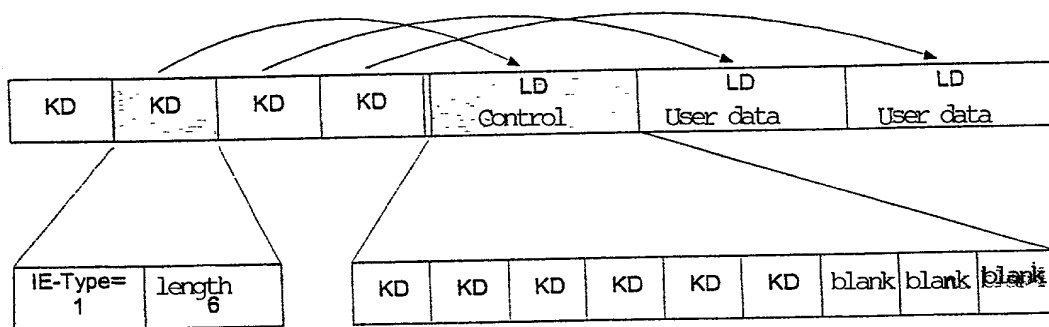 KD KD KD KD LD LD LD
Control User data User data
IE-Type= length KD KD KD KD KD KD blank blank blank
1 6